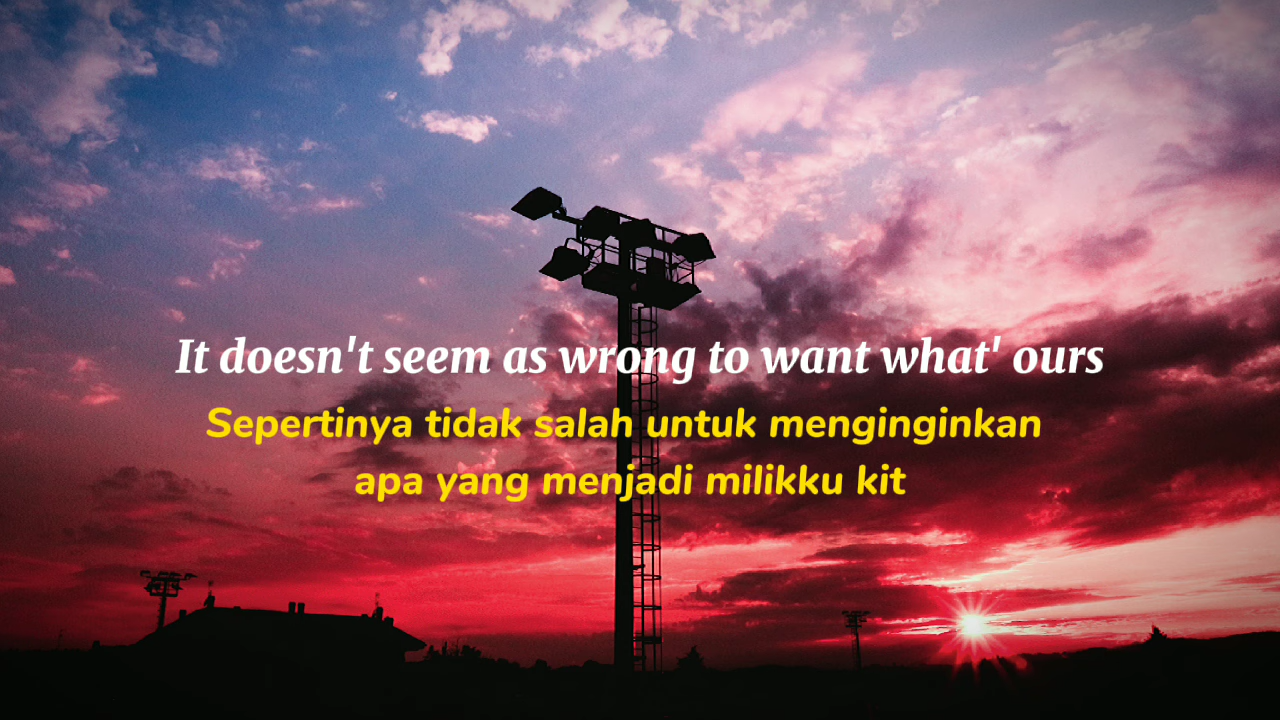 It doesn't seem as wrong to want what' ours
Sepertinya tidak salah untuk menginginkan
apa yang menjadi milikku kit